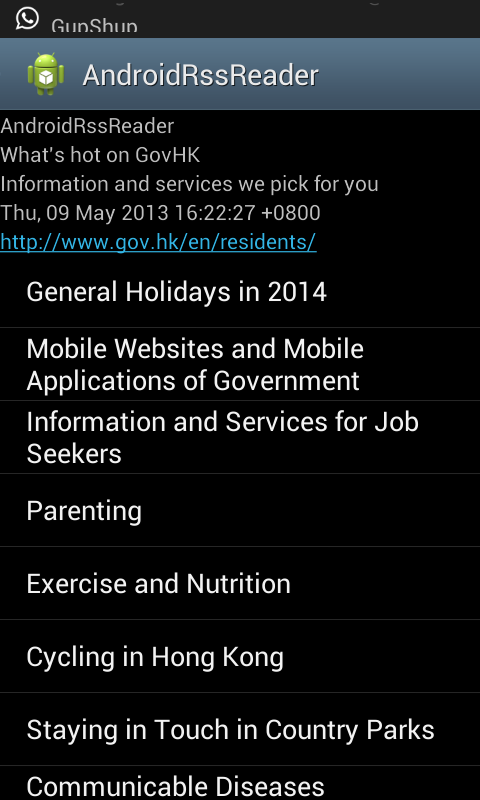 GupShup
AndroidRssReader
AndroidRssReader
What's hot on GovHK
Information and services we pick for you
Thu, 09 May 2013 16:22:27 +0800
http://www.gov.hk/en/residents/
General Holidays in 2014
Mobile Websites and Mobile
Applications of Government
Information and Services for Job
Seekers
Parenting
Exercise and Nutrition
Cycling in Hong Kong
Staying in Touch in Country Parks
Communicable Diseases